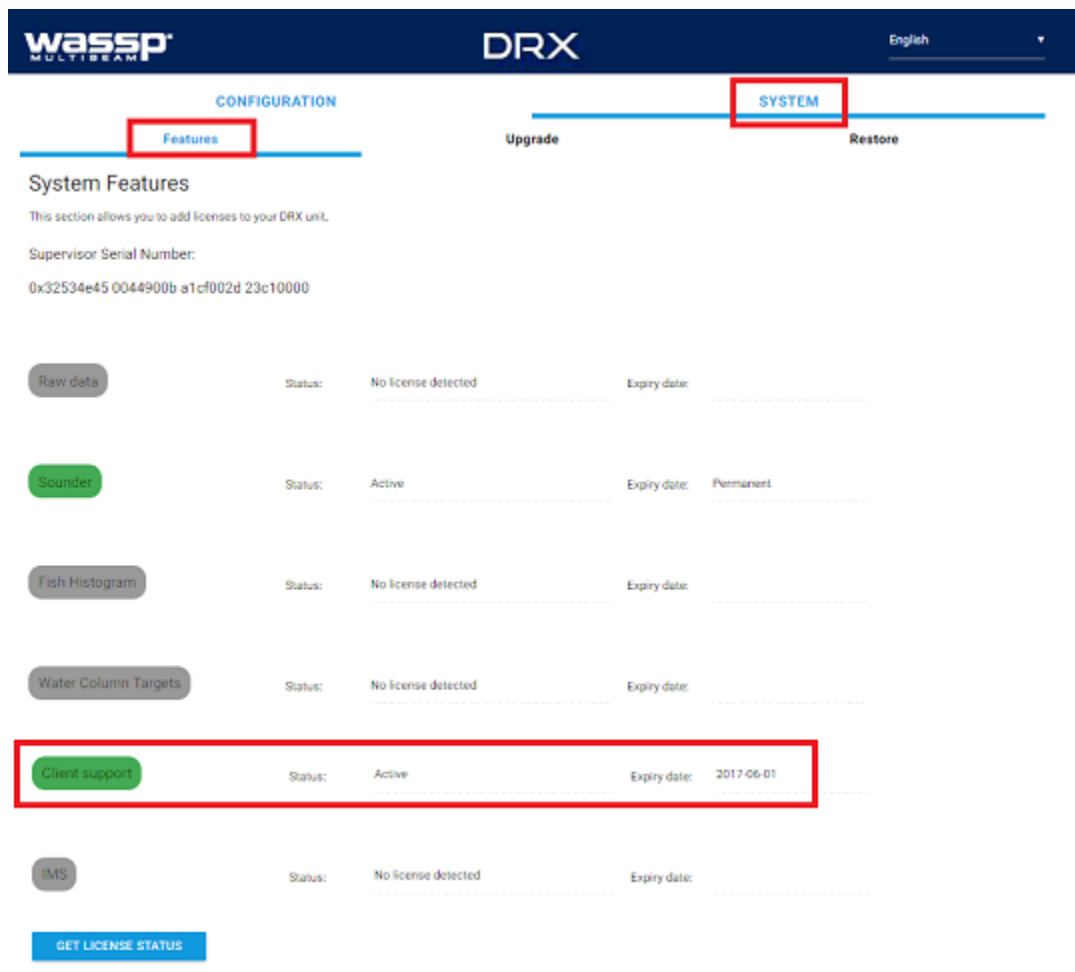 wassp
MULTIBEAM
DRX
English
CONFIGURATION SYSTEM
Features Upgrade Restore
System Features
This section allows you to add licenses to your DRX unit.
Supervisor Serial Number:
0x32534e45 0044900b a1cf002d 23c10000
Raw data Status: No license detected Expiry date:
Sounder Status: Active Expiry date: Permanent
Fish Histogram Status: No license detected Expiry date:
Water Column Targets Status: No license detected Expiry date:
Client support Status: Active Expiry date: 2017-06-01
IMS Status: No license detected Expiry date:
GET LICENSE STATUS